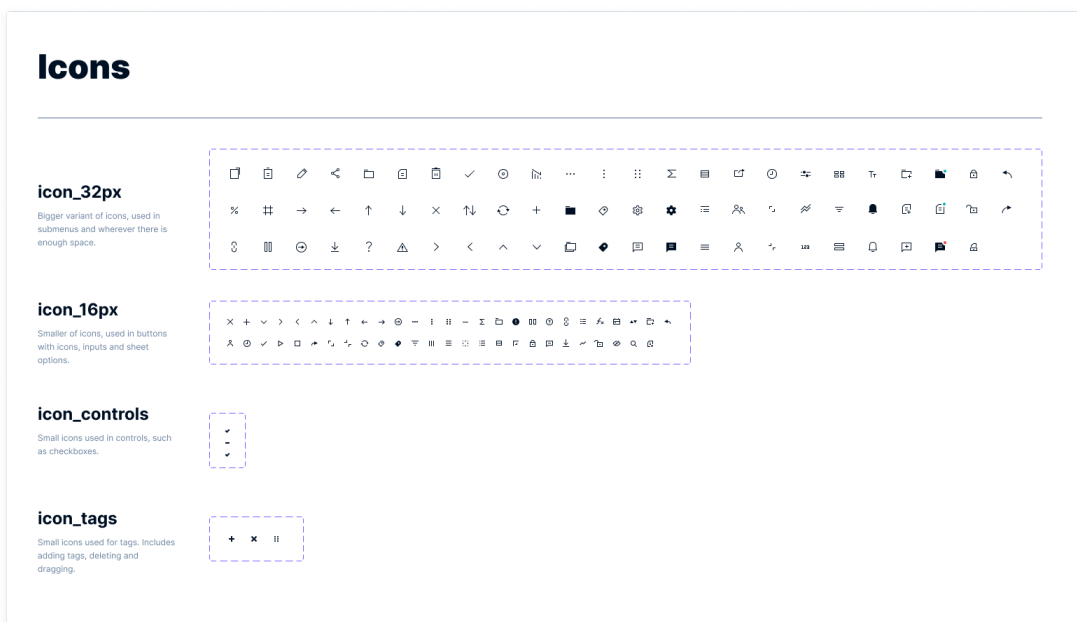 Icons
icon_32px
Bigger variant of icons, used in
submenus and wherever there is
enough space.
icon_16px
Smaller of icons, used in buttons
with icons, inputs and sheet
options.
icon_controls
Small icons used in controls, such
as checkboxes.
icon_tags
Small icons used for tags. Includes
adding tags, deleting and
dragging.
Tт
123